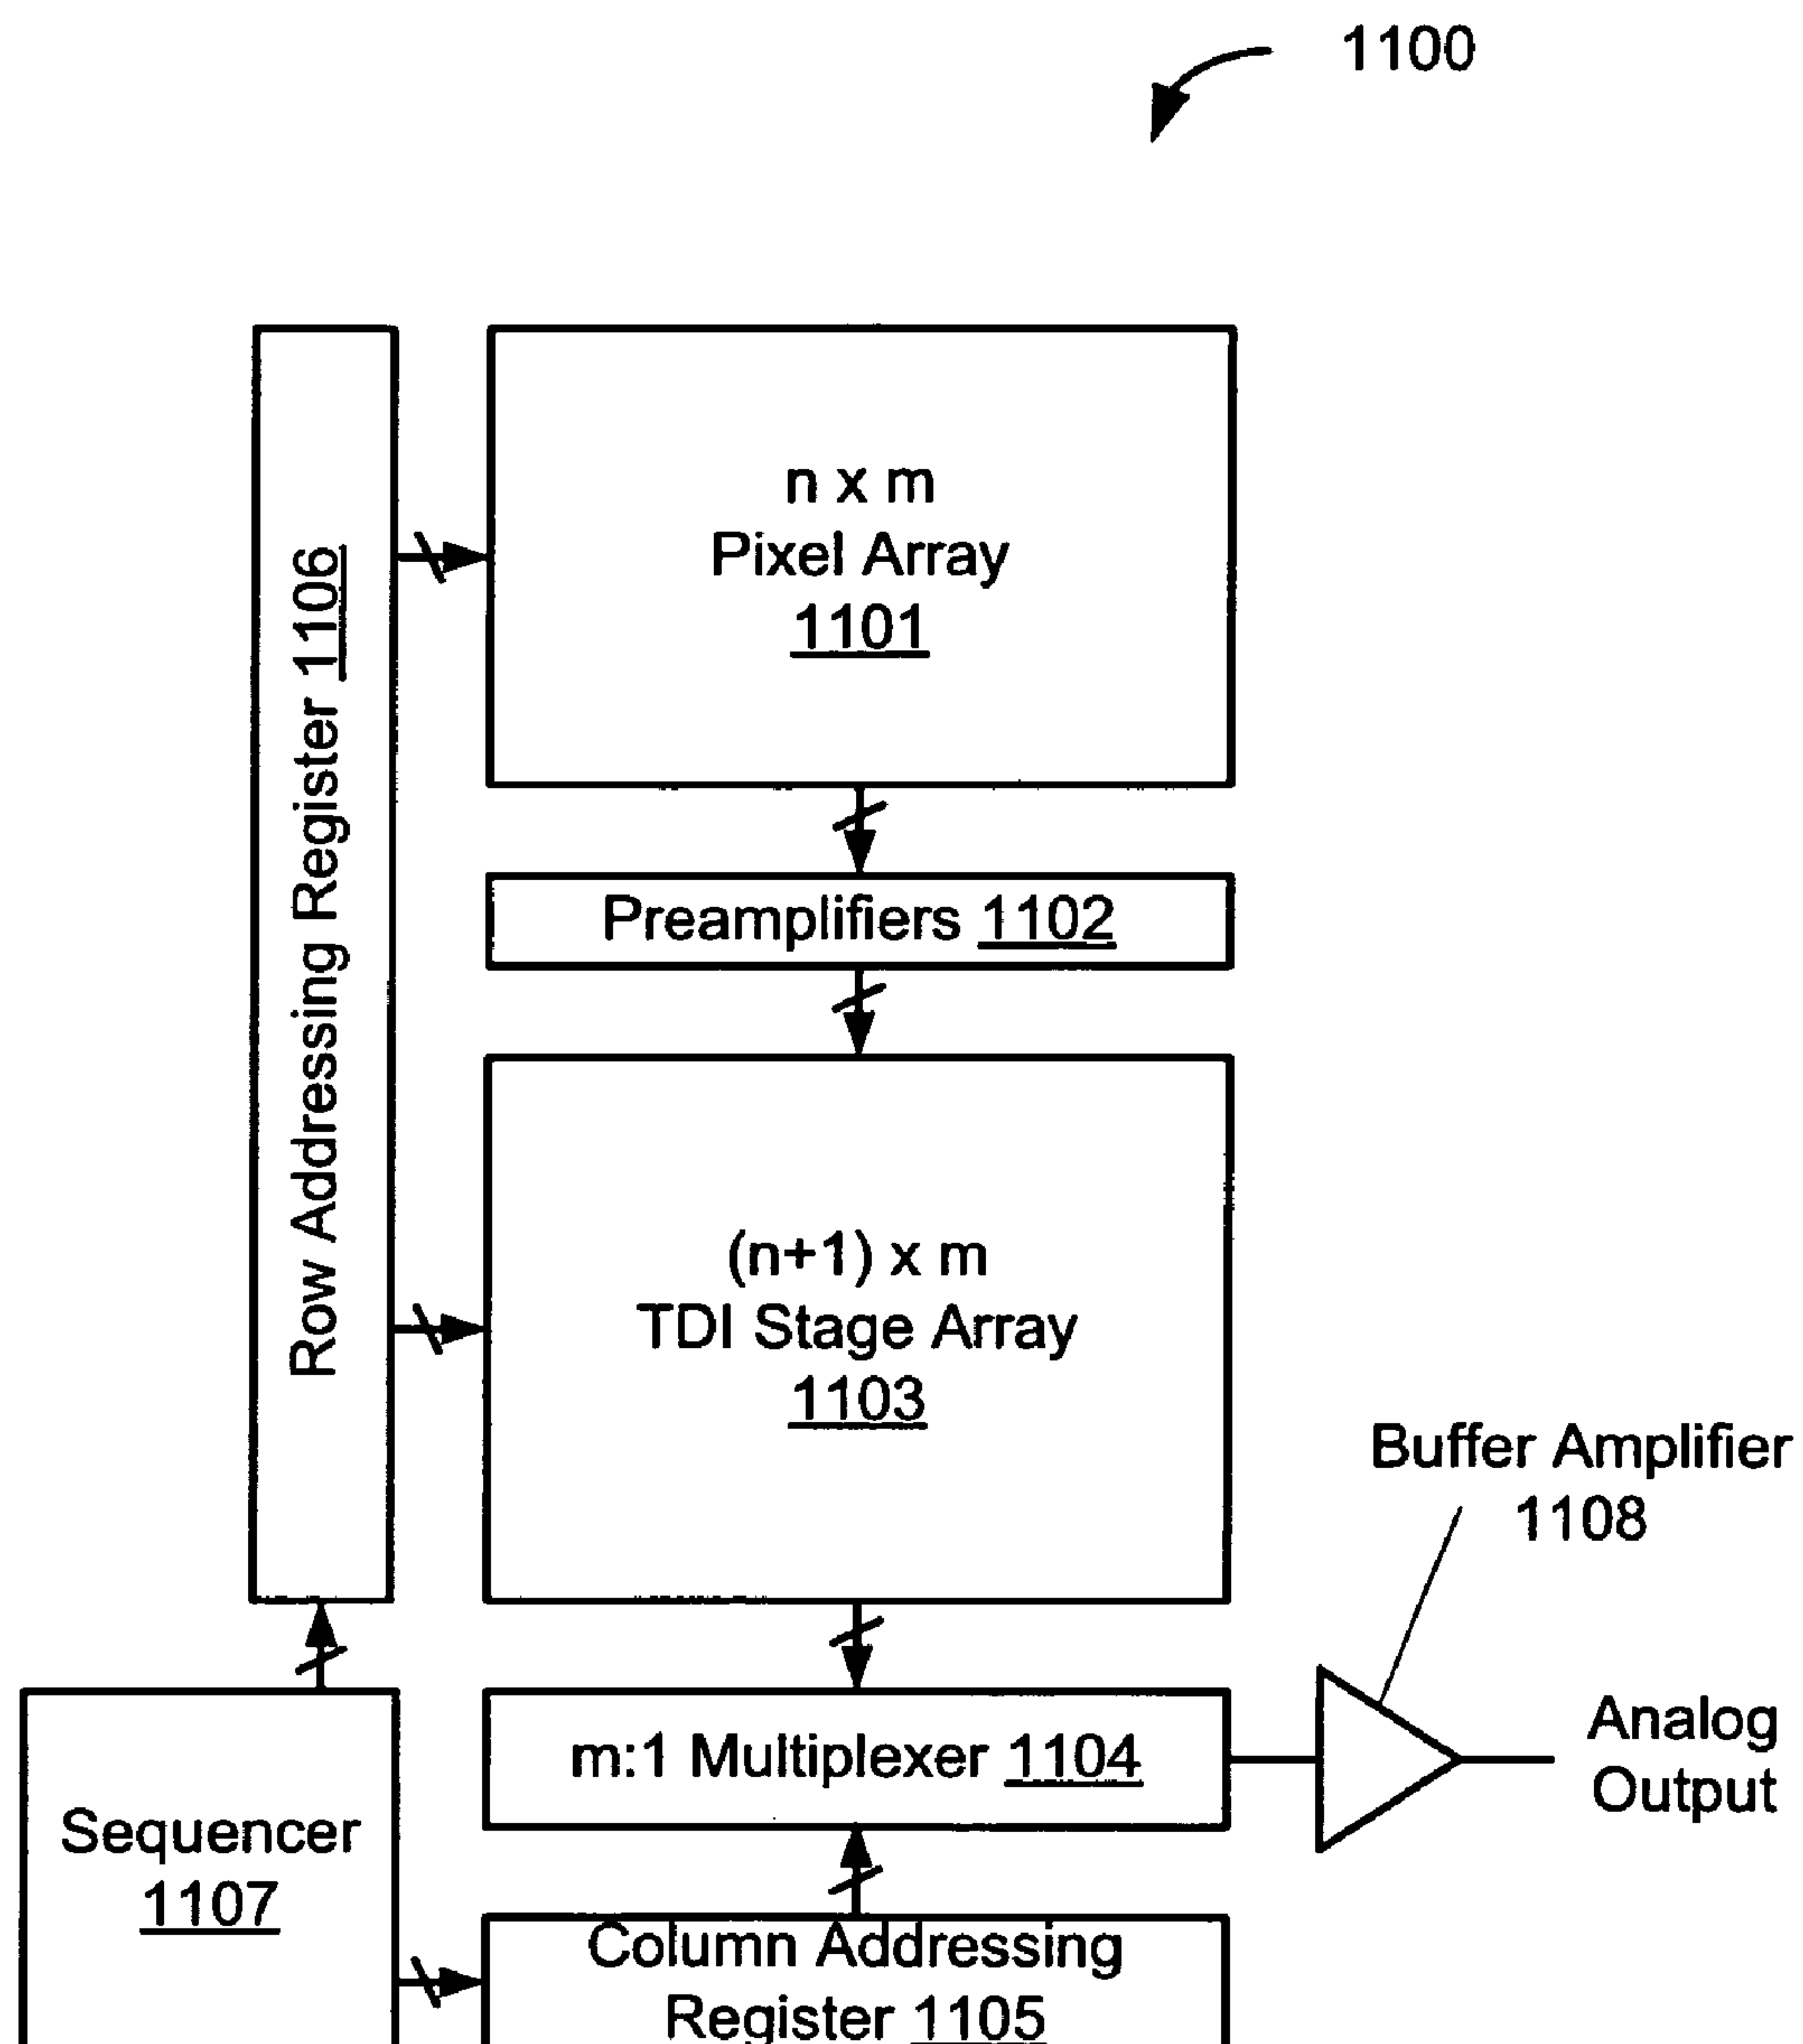 1100
n x m
Pixel Array
1101
Row Addressing Register 1106
Preamplifiers 1102
(n+1) x m
TDI Stage Array
1103
Buffer Amplifier
1108
m:1 Multiplexer 1104
Analog
Output
Sequencer
1107
Column Addressing
Register 1105